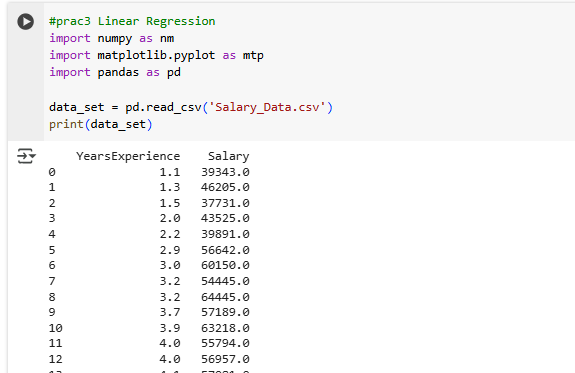 #prac3 Linear Regression
import numpy as nm
import matplotlib.pyplot as mtp
import pandas as pd
data_set = pd.read_csv('Salary_Data.csv')
print(data_set)
YearsExperience Salary
0 1.1 39343.0
1 1.3 46205.0
2 1.5 37731.0
3 2.0 43525.0
4 2.2 39891.0
5 2.9 56642.0
6 3.0 60150.0
7 3.2 54445.0
8 3.2 64445.0
9 3.7 57189.0
10 3.9 63218.0
11 4.0 55794.0
12 4.0 56957.0